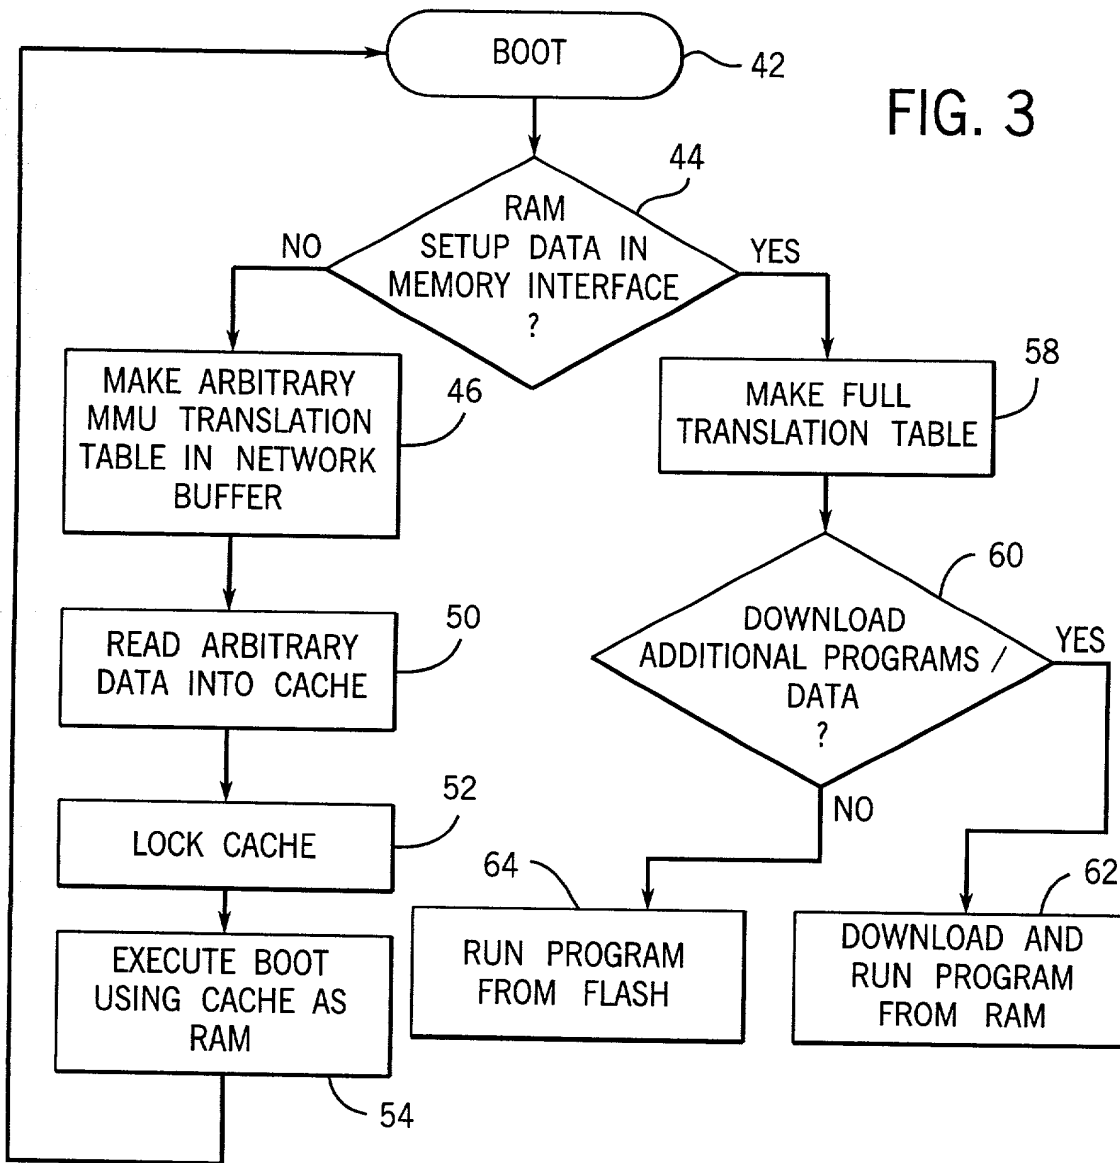 BOOT
42
FIG. 3
44
RAM
SETUP DATA IN
MEMORY INTERFACE
?
NO
YES
MAKE ARBITRARY
MMU TRANSLATION
TABLE IN NETWORK
BUFFER
46
MAKE FULL
TRANSLATION TABLE
58
READ ARBITRARY
DATA INTO CACHE
50
DOWNLOAD
ADDITIONAL PROGRAMS /
DATA
?
60
YES
NO
LOCK CACHE
52
EXECUTE BOOT
USING CACHE AS
RAM
54
64
RUN PROGRAM
FROM FLASH
62
DOWNLOAD AND
RUN PROGRAM
FROM RAM